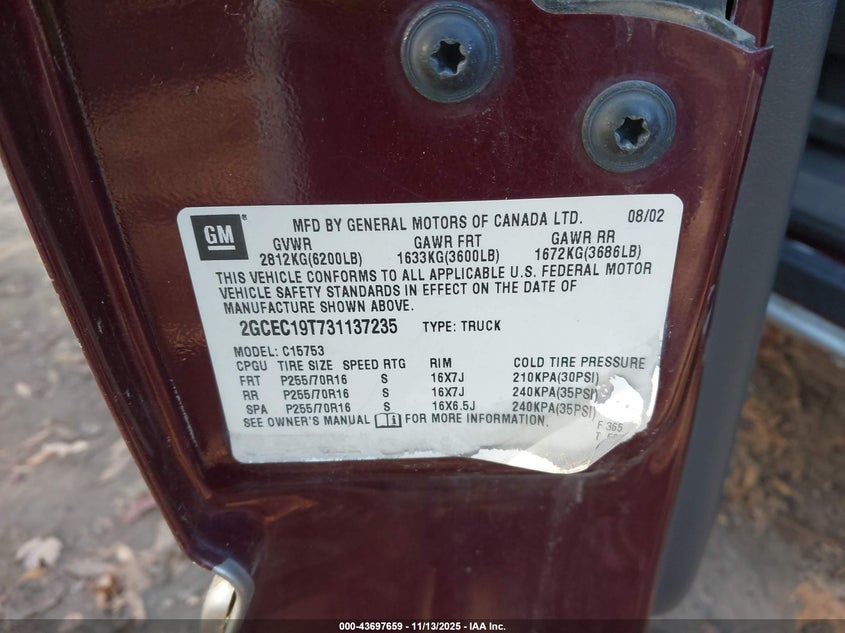 GM
MFD BY GENERAL MOTORS OF CANADA LTD. 08/02
GVWR GAWR FRT GAWR RR
2812KG(6200LB) 1633KG(3600LB) 1672KG(3686LB)
THIS VEHICLE CONFORMS TO ALL APPLICABLE U.S. FEDERAL MOTOR
VEHICLE SAFETY STANDARDS IN EFFECT ON THE DATE OF
MANUFACTURE SHOWN ABOVE.
2GCEC19T731137235 TYPE: TRUCK
MODEL: C15753
CPGU TIRE SIZE SPEED RTG RIM COLD TIRE PRESSURE
FRT P255/70R16 S 16X7J 210KPA(30PSI)
RR P255/70R16 S 16X7J 240KPA(35PSI)
SPA P255/70R16 S 16X6.5J 240KPA(35PSI)
SEE OWNER'S MANUAL FOR MORE INFORMATION.
F 365
T
000-43697659 - 11/13/2025 - IAA Inc.